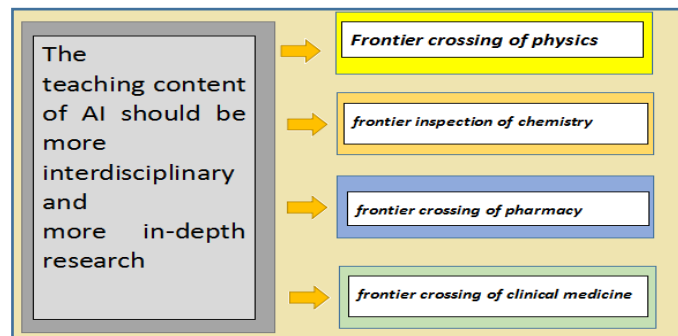 The
teaching content
of AI should be
more
interdisciplinary
and
more in-depth
research
Frontier crossing of physics
frontier inspection of chemistry
frontier crossing of pharmacy
frontier crossing of clinical medicine